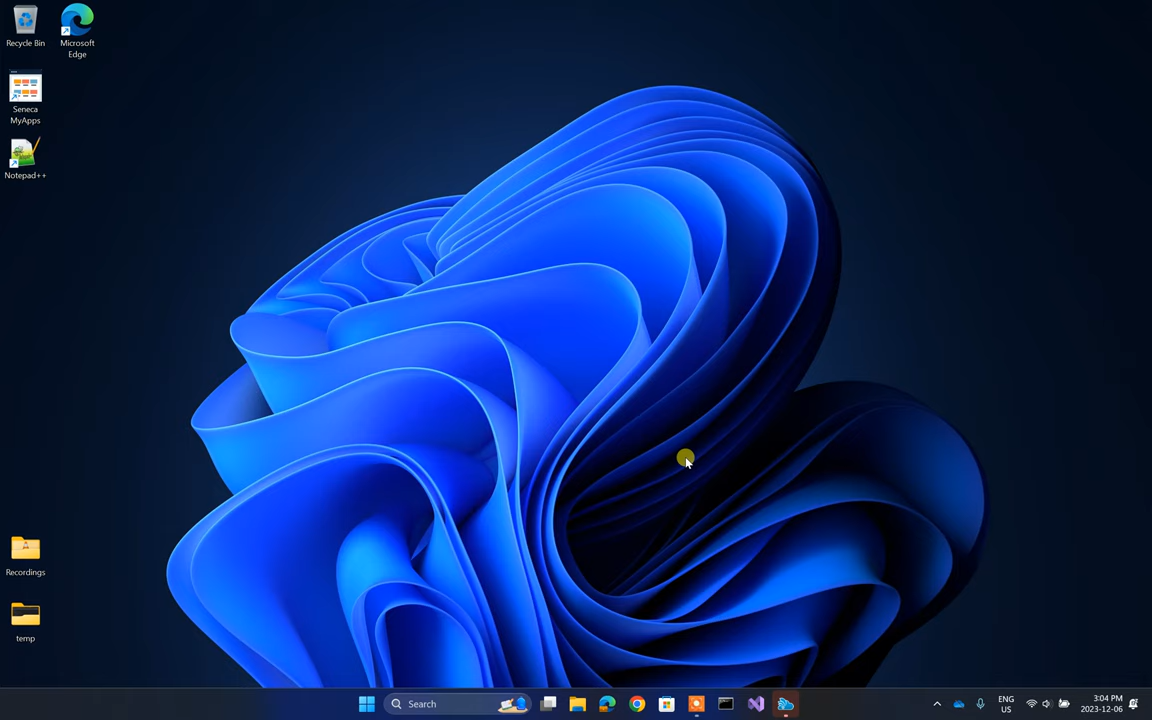 Recycle Bin
Microsoft
Edge
Seneca
MyApps
Notepad++
Recordings
temp
Search
ENG
US
3:04 PM
2023-12-06